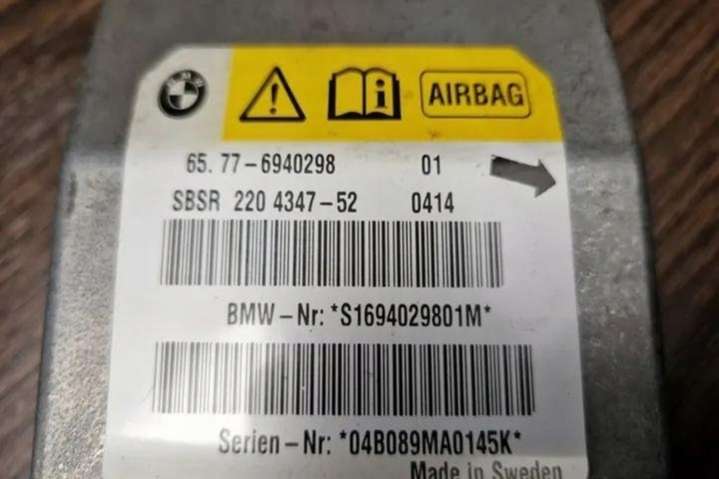 BMW
i
AIRBAG
65. 77-6940298 01
SBSR 220 4347-52 0414
BMW-Nr: *S1694029801M*
Serien-Nr: *04B089MA0145K*
Made in Sweden